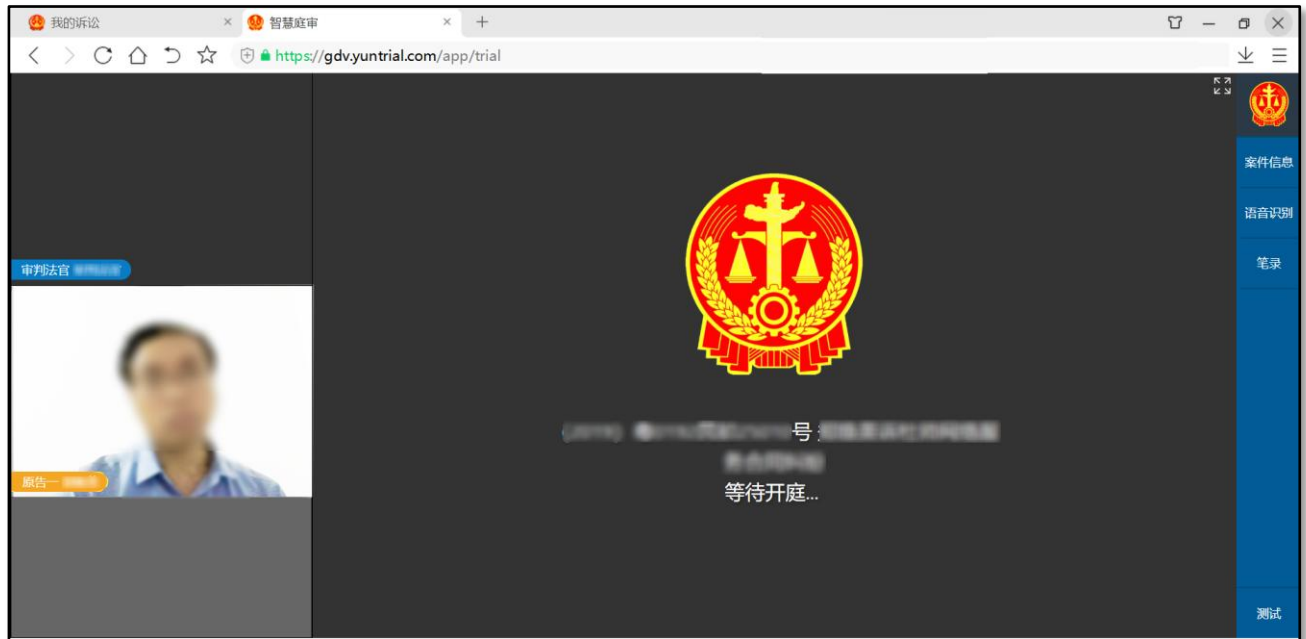 我的诉讼
智慧庭审
https://gdv.yuntrial.com/app/trial
案件信息
语音识别
笔录
审判法官
原告一
号
等待开庭...
测试